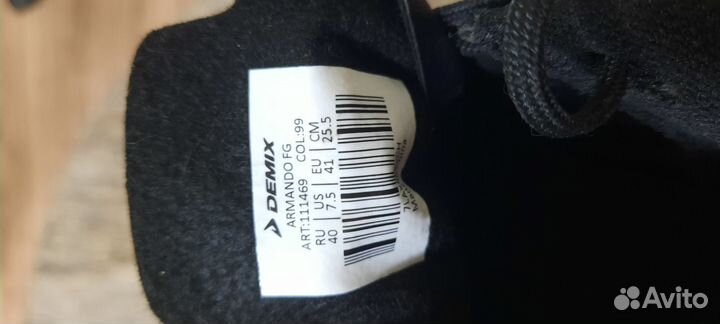 DEMIX
ARMANDO FG
ART:111469 COL:99
RU | US | EU | CM
40 | 7.5 | 41 | 25.5
Avito